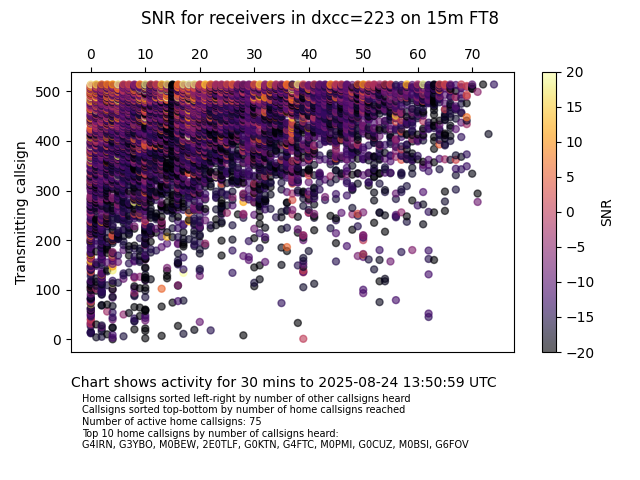 SNR for receivers in dxcc=223 on 15m FT8
0 10 20 30 40 50 60 70
500
400
300
200
100
0
Transmitting callsign
20
15
10
5
0
−5
−10
−15
−20
SNR
Chart shows activity for 30 mins to 2025-08-24 13:50:59 UTC
Home callsigns sorted left-right by number of other callsigns heard
Callsigns sorted top-bottom by number of home callsigns reached
Number of active home callsigns: 75
Top 10 home callsigns by number of callsigns heard:
G4IRN, G3YBO, M0BEW, 2E0TLF, G0KTN, G4FTC, M0PMI, G0CUZ, M0BSI, G6FOV